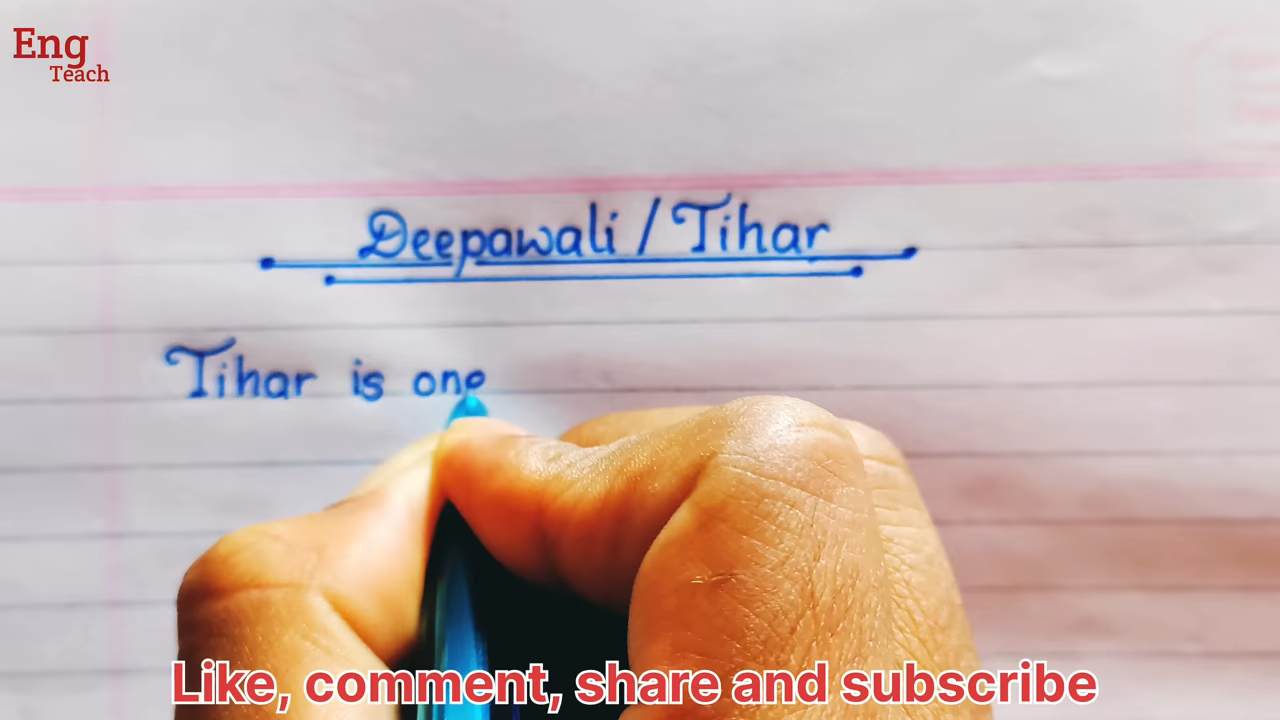 Eng
Teach
Deepawali / Tihar
Tihar is one
Like, comment, share and subscribe